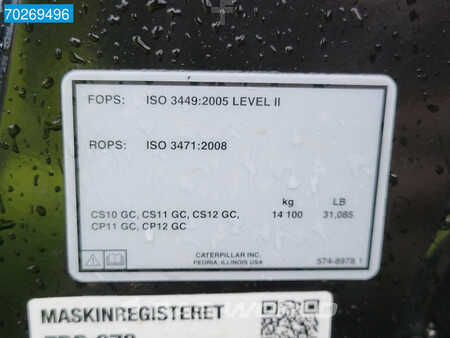 70269496
FOPS: ISO 3449:2005 LEVEL II
ROPS: ISO 3471:2008
kg LB
CS10 GC, CS11 GC, CS12 GC, 14 100 31,085
CP11 GC, CP12 GC
CATERPILLAR INC.
PEORIA, ILLINOIS USA
574-8978 1
MASKINREGISTERET